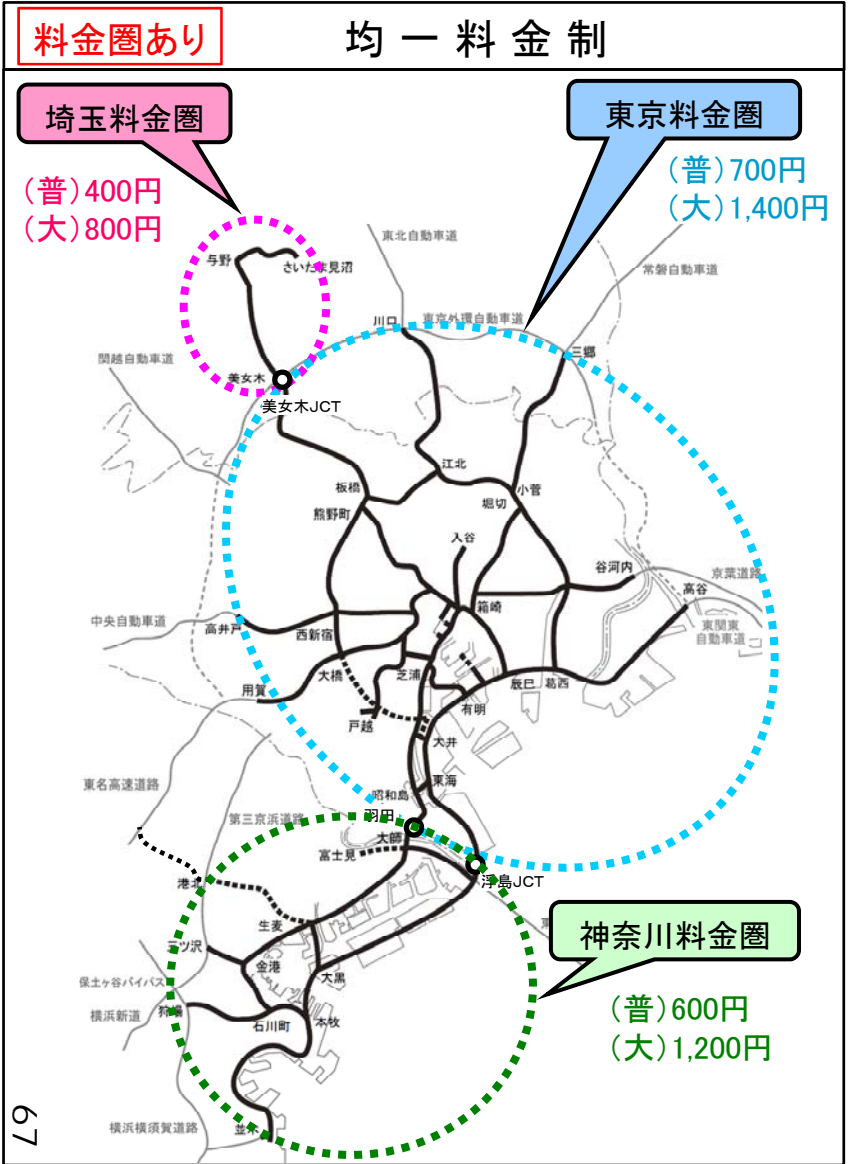 料金圏あり
均一料金制
埼玉料金圏
東京料金圏
(普)400円
(大)800円
(普)700円
(大)1,400円
東北自動車道
与野
さいたま見沼
常磐自動車道
川口
東京外環自動車道
三郷
関越自動車道
美女木
美女木JCT
江北
板橋
小菅
堀切
熊野町
入谷
谷河内
京葉道路
高谷
箱崎
東関東
自動車道
中央自動車道
高井戸
西新宿
大橋
芝浦
辰巳
葛西
用賀
有明
戸越
大井
東海
東名高速道路
昭和島
第三京浜道路
羽田
大師
富士見
浮島JCT
港北
生麦
神奈川料金圏
三ツ沢
金港
大黒
保土ヶ谷バイパス
狩場
横浜新道
石川町
本牧
(普)600円
(大)1,200円
横浜横須賀道路
並木
67